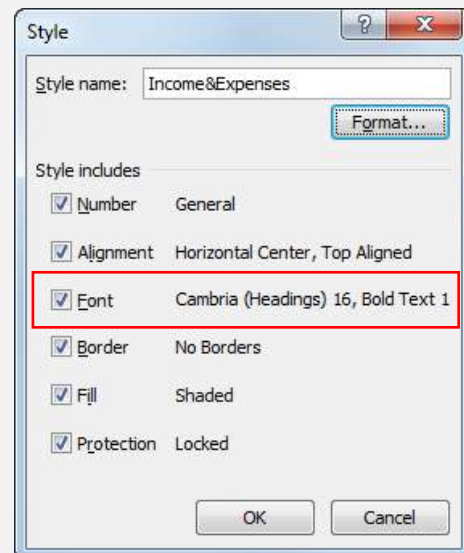 Style
Style name: Income&Expenses
Format...
Style includes
Number General
Alignment Horizontal Center, Top Aligned
Font Cambria (Headings) 16, Bold Text 1
Border No Borders
Fill Shaded
Protection Locked
OK Cancel